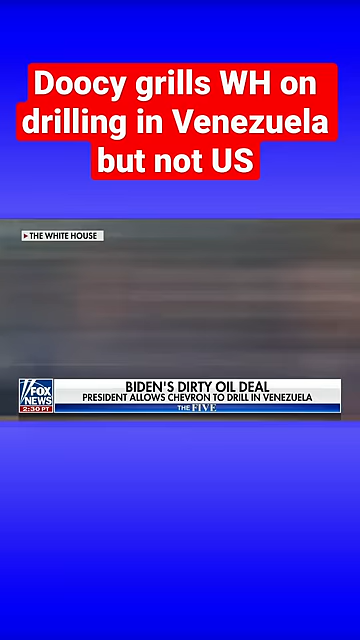 Doocy grills WH on
drilling in Venezuela
but not US
THE WHITE HOUSE
BIDEN'S DIRTY OIL DEAL
PRESIDENT ALLOWS CHEVRON TO DRILL IN VENEZUELA
FOX
NEWS
2:30 PT
THE FIVE